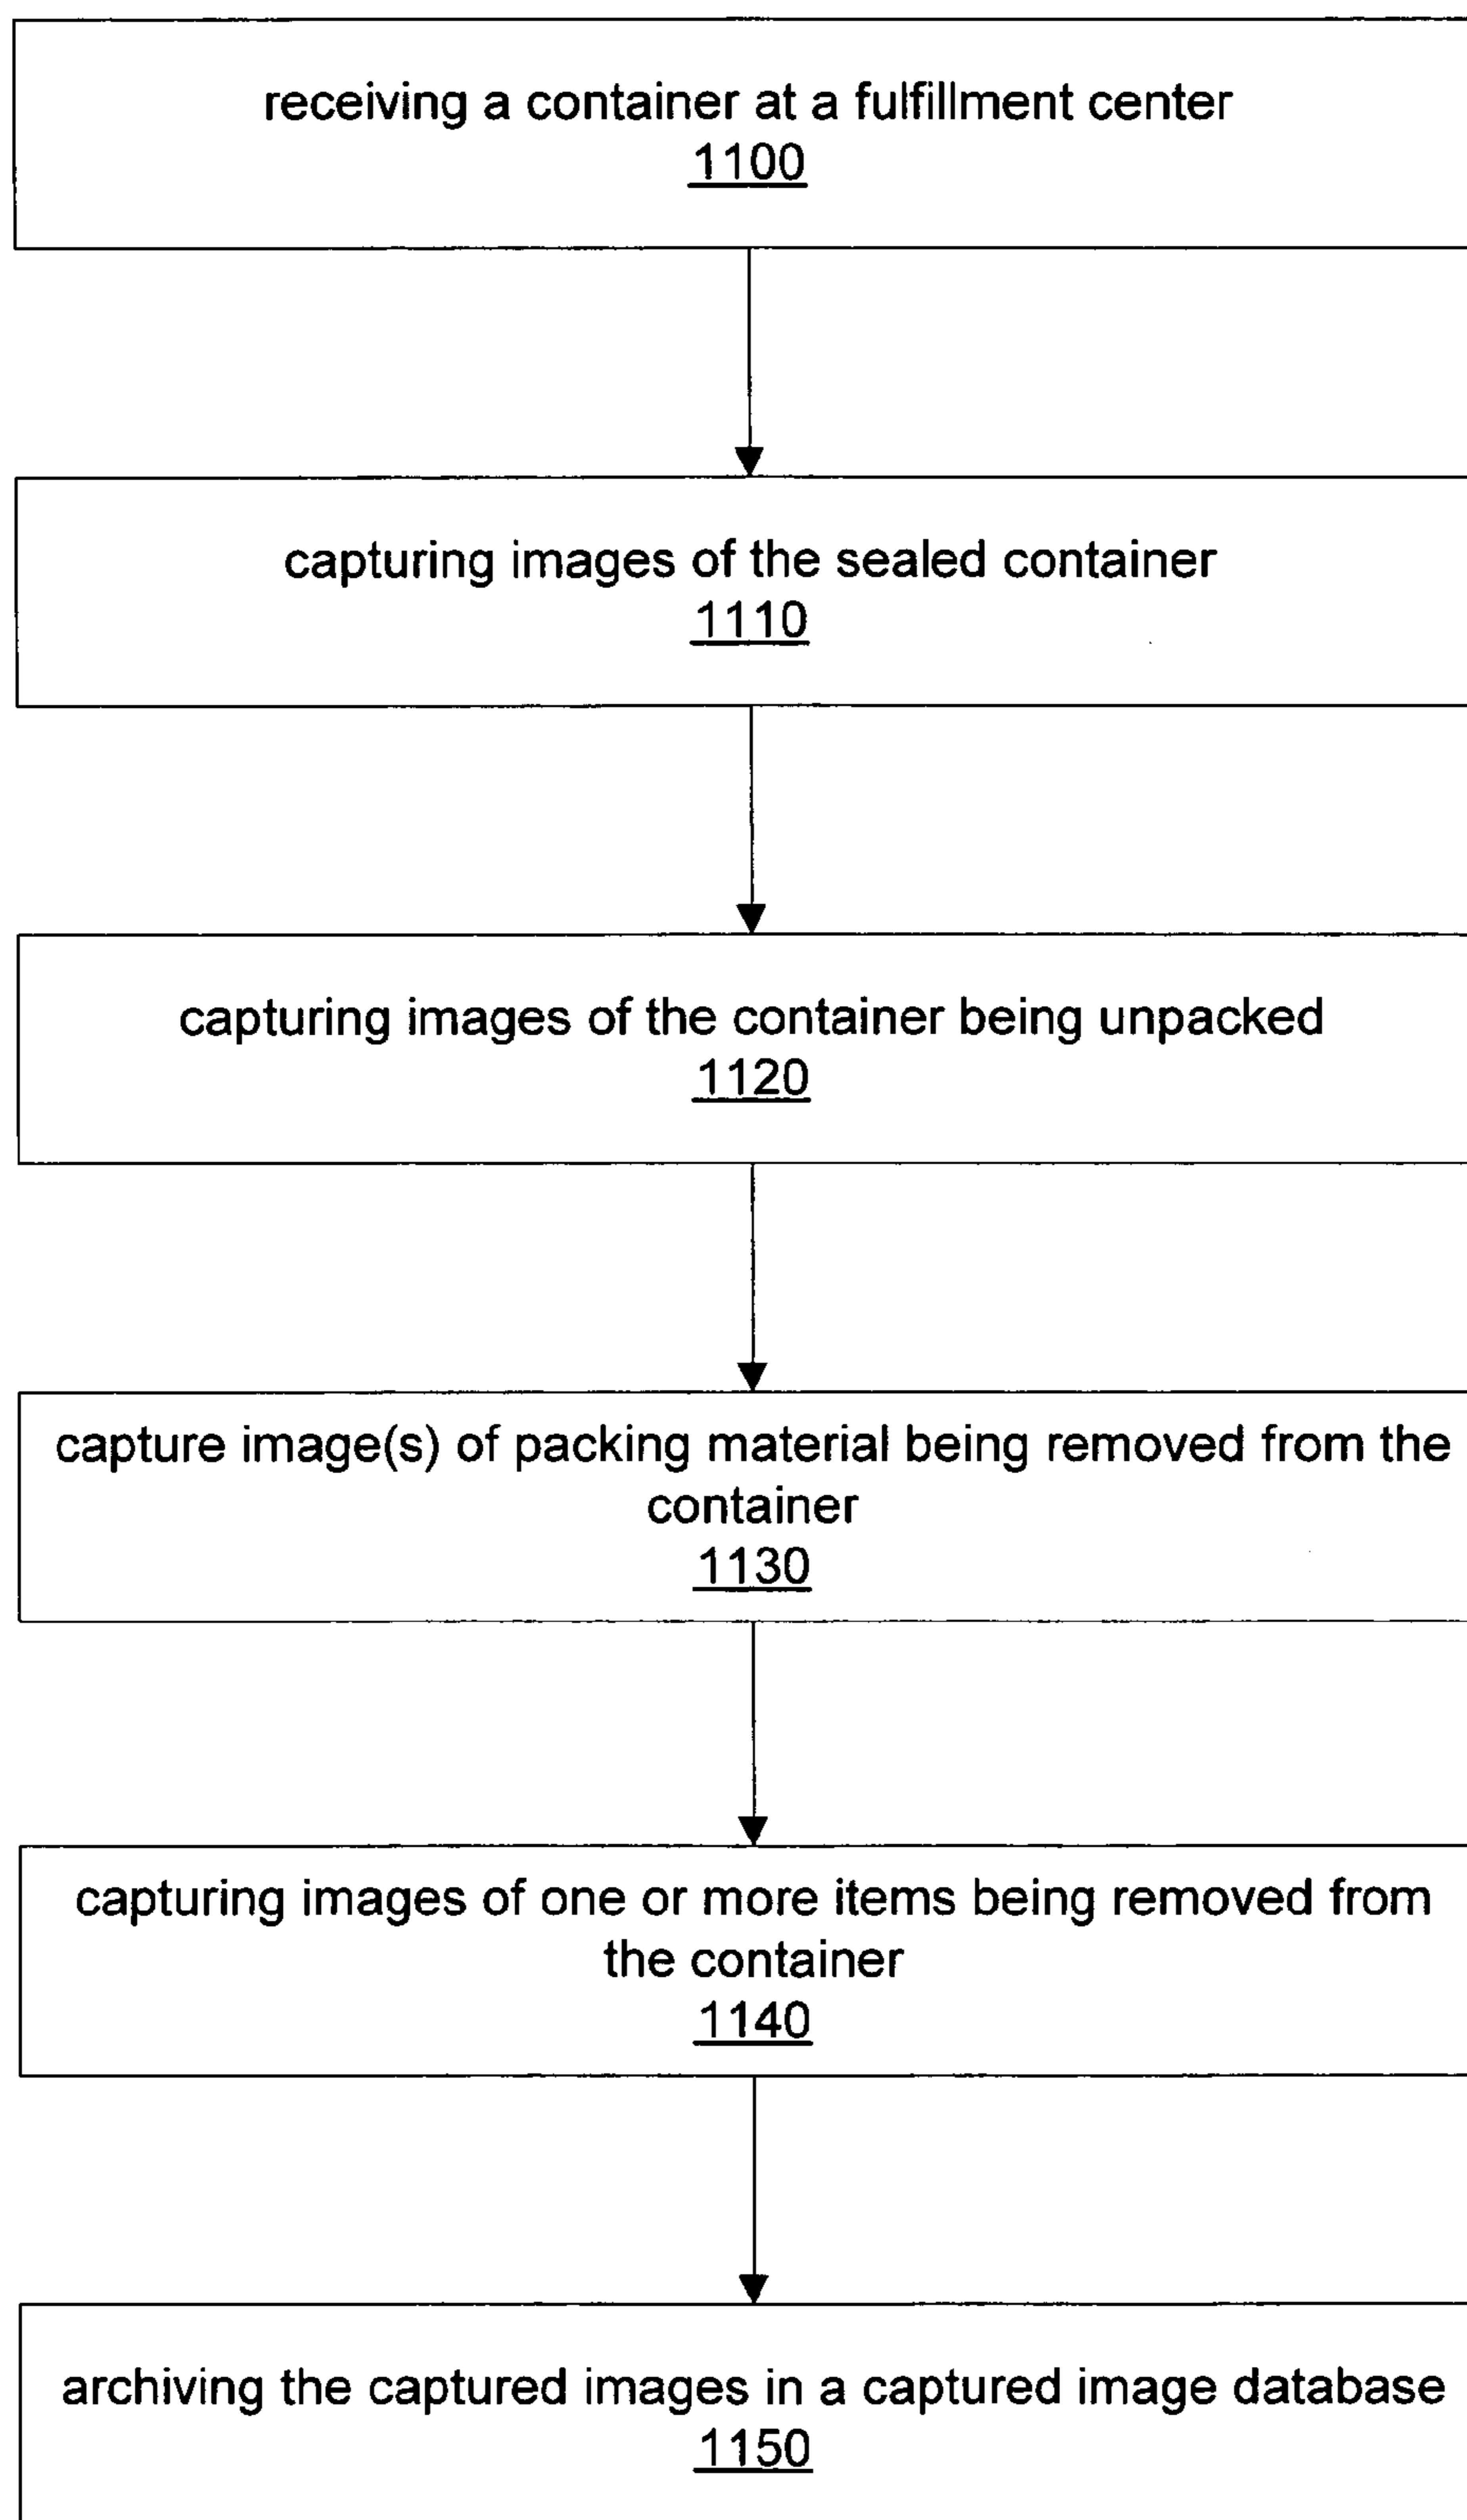 receiving a container at a fulfillment center
1100
capturing images of the sealed container
1110
capturing images of the container being unpacked
1120
capture image(s) of packing material being removed from the
container
1130
capturing images of one or more items being removed from
the container
1140
archiving the captured images in a captured image database
1150